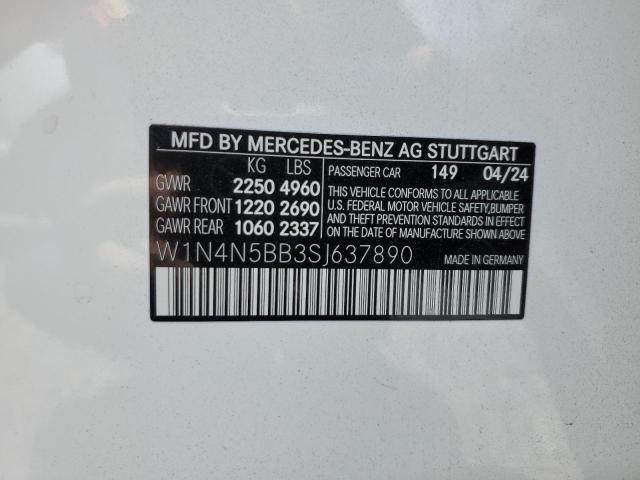 MFD BY MERCEDES-BENZ AG STUTTGART
KG LBS
GVWR 2250 4960
GAWR FRONT 1220 2690
GAWR REAR 1060 2337
PASSENGER CAR 149 04/24
THIS VEHICLE CONFORMS TO ALL APPLICABLE
U.S. FEDERAL MOTOR VEHICLE SAFETY, BUMPER
AND THEFT PREVENTION STANDARDS IN EFFECT
ON THE DATE OF MANUFACTURE SHOWN ABOVE.
W1N4N5BB3SJ637890
MADE IN GERMANY